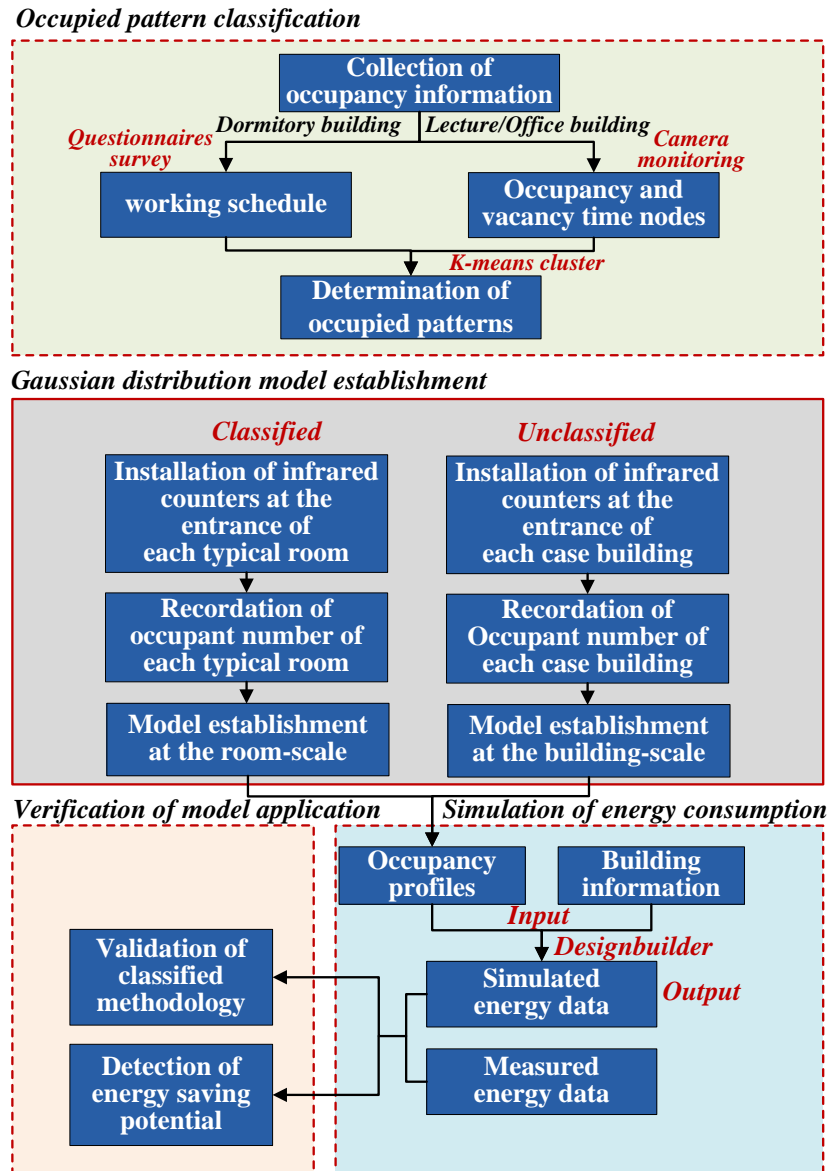 Occupied pattern classification
Collection of
occupancy information
Dormitory building
Lecture/Office building
Questionnaires
survey
Camera
monitoring
working schedule
Occupancy and
vacancy time nodes
K-means cluster
Determination of
occupied patterns
Gaussian distribution model establishment
Classified
Unclassified
Installation of infrared
counters at the
entrance of
each typical room
Installation of infrared
counters at the
entrance of
each case building
Recordation of
occupant number of
each typical room
Recordation of
Occupant number of
each case building
Model establishment
at the room-scale
Model establishment
at the building-scale
Verification of model application
Simulation of energy consumption
Occupancy
profiles
Building
information
Input
Designbuilder
Validation of
classified
methodology
Simulated
energy data
Output
Detection of
energy saving
potential
Measured
energy data